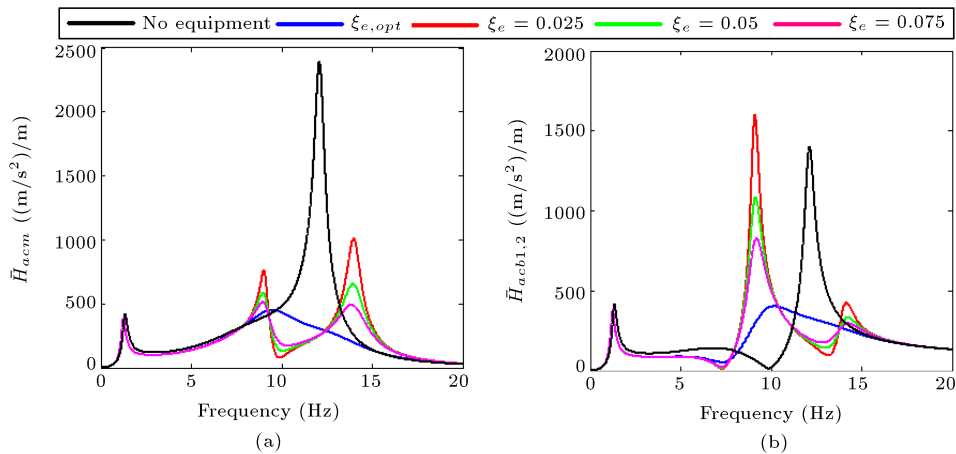 No equipment ξe,opt ξe = 0.025 ξe = 0.05 ξe = 0.075
2500
2000
1500
1000
500
0
0 5 10 15 20
H̄acm ((m/s²)/m)
Frequency (Hz)
(a)
2000
1500
1000
500
0
0 5 10 15 20
H̄acb1.2 ((m/s²)/m)
Frequency (Hz)
(b)